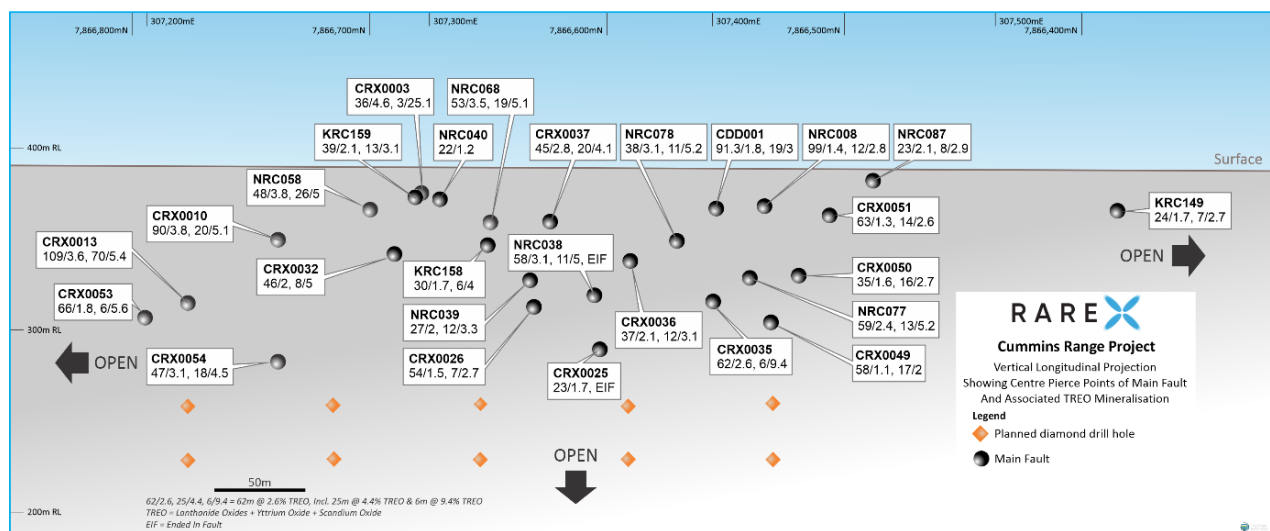 307,200mE
307,300mE
307,400mE
307,500mE
7,866,800mN
7,866,700mN
7,866,600mN
7,866,500mN
7,866,400mN
CRX0003
36/4.6, 3/25.1
NRC068
53/3.5, 19/5.1
KRC159
39/2.1, 13/3.1
NRC040
22/1.2
CRX0037
45/2.8, 20/4.1
NRC078
38/3.1, 11/5.2
CDD001
91.3/1.8, 19/3
NRC008
99/1.4, 12/2.8
NRC087
23/2.1, 8/2.9
400m RL
Surface
NRC058
48/3.8, 26/5
CRX0010
90/3.8, 20/5.1
CRX0013
109/3.6, 70/5.4
CRX0053
66/1.8, 6/5.6
CRX0032
46/2, 8/5
KRC158
30/1.7, 6/4
NRC038
58/3.1, 11/5, EIF
CRX0051
63/1.3, 14/2.6
KRC149
24/1.7, 7/2.7
OPEN
CRX0050
35/1.6, 16/2.7
NRC039
27/2, 12/3.3
CRX0036
37/2.1, 12/3.1
NRC077
59/2.4, 13/5.2
300m RL
OPEN
CRX0054
47/3.1, 18/4.5
CRX0026
54/1.5, 7/2.7
CRX0025
23/1.7, EIF
CRX0035
62/2.6, 6/9.4
CRX0049
58/1.1, 17/2
RAREX
Cummins Range Project
Vertical Longitudinal Projection
Showing Centre Pierce Points of Main Fault
And Associated TREO Mineralisation
Legend
Planned diamond drill hole
Main Fault
OPEN
50m
62/2.6, 25/4.4, 6/9.4 = 62m @ 2.6% TREO, Incl. 25m @ 4.4% TREO & 6m @ 9.4% TREO
TREO = Lanthanide Oxides + Yttrium Oxide + Scandium Oxide
EIF = Ended In Fault
200m RL